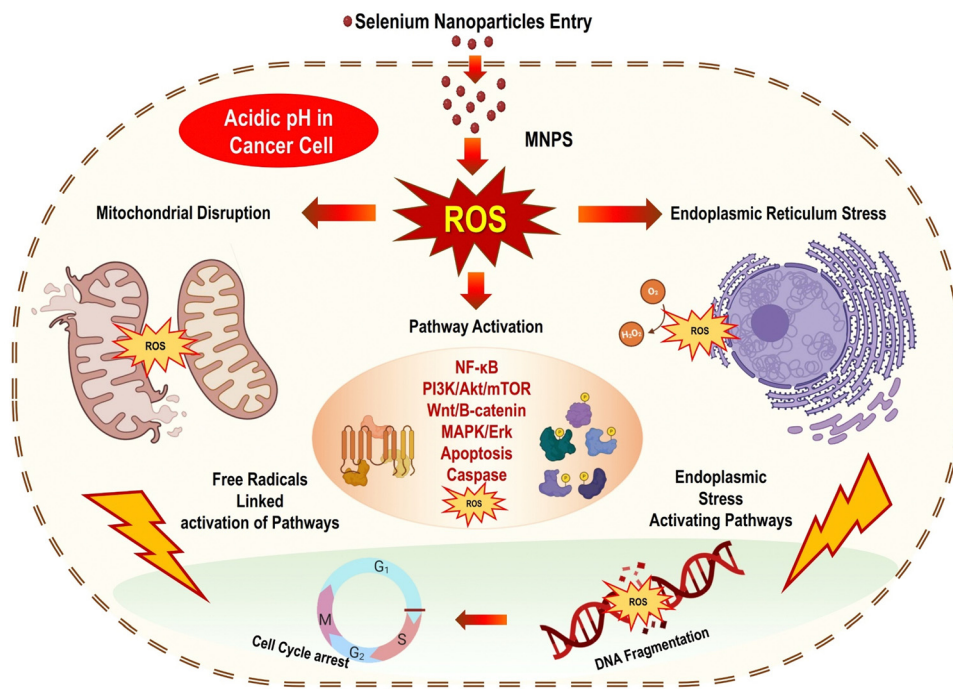 Selenium Nanoparticles Entry
Acidic pH in
Cancer Cell
MNPS
Mitochondrial Disruption
ROS
Endoplasmic Reticulum Stress
Pathway Activation
ROS
O₂
H₂O₂
ROS
NF-κB
PI3K/Akt/mTOR
Wnt/B-catenin
MAPK/Erk
Apoptosis
Caspase
ROS
P
P
P
P
P
Free Radicals
Linked
activation of Pathways
Endoplasmic
Stress
Activating Pathways
G₁
M
S
G₂
Cell Cycle arrest
ROS
DNA Fragmentation